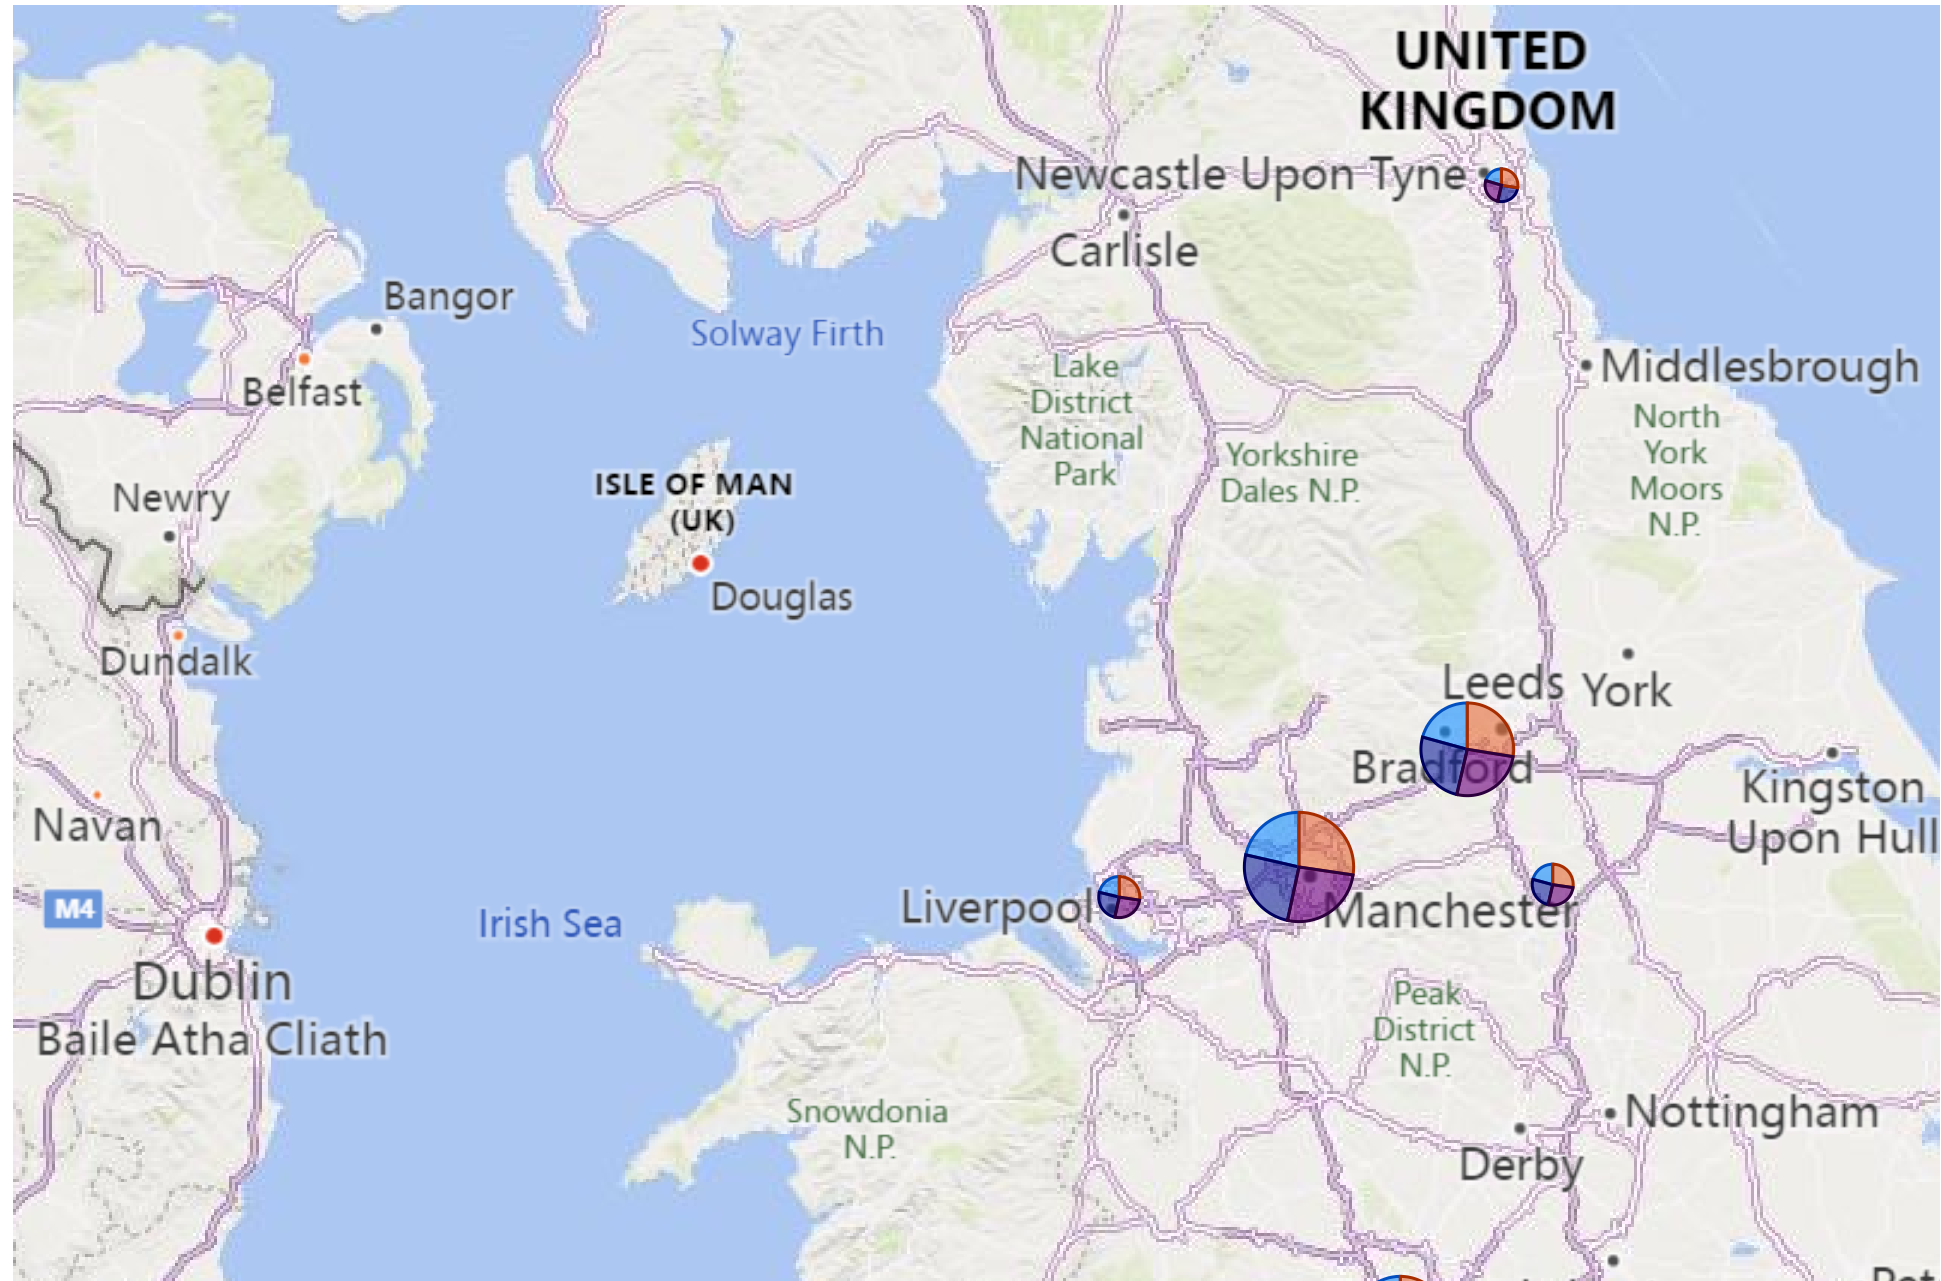 UNITED
KINGDOM
Newcastle Upon Tyne
Carlisle
Bangor
Solway Firth
Belfast
Lake
District
National
Park
Middlesbrough
North
York
Moors
N.P.
Yorkshire
Dales N.P.
ISLE OF MAN
(UK)
Newry
Douglas
Dundalk
Leeds
York
Bradford
Kingston
Upon Hull
Navan
M4
Irish Sea
Liverpool
Manchester
Dublin
Baile Atha Cliath
Peak
District
N.P.
Snowdonia
N.P.
Nottingham
Derby